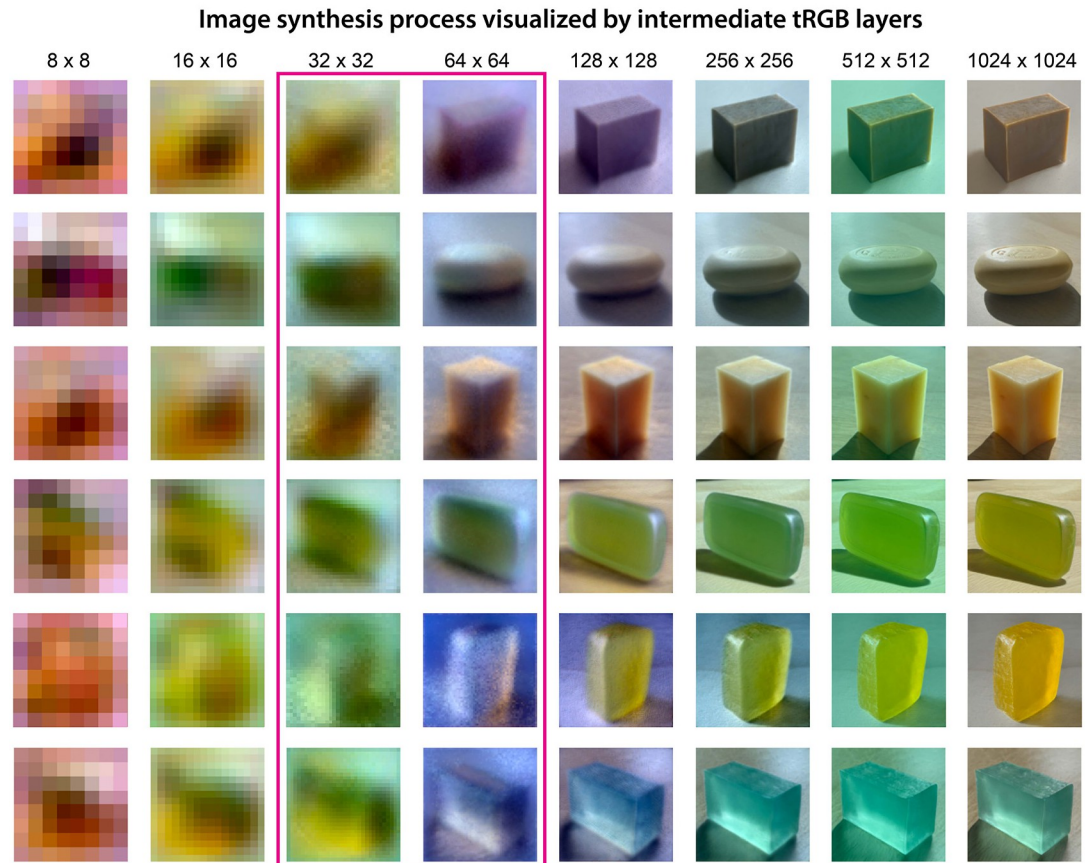 Image synthesis process visualized by intermediate tRGB layers
8 x 8 16 x 16 32 x 32 64 x 64 128 x 128 256 x 256 512 x 512 1024 x 1024